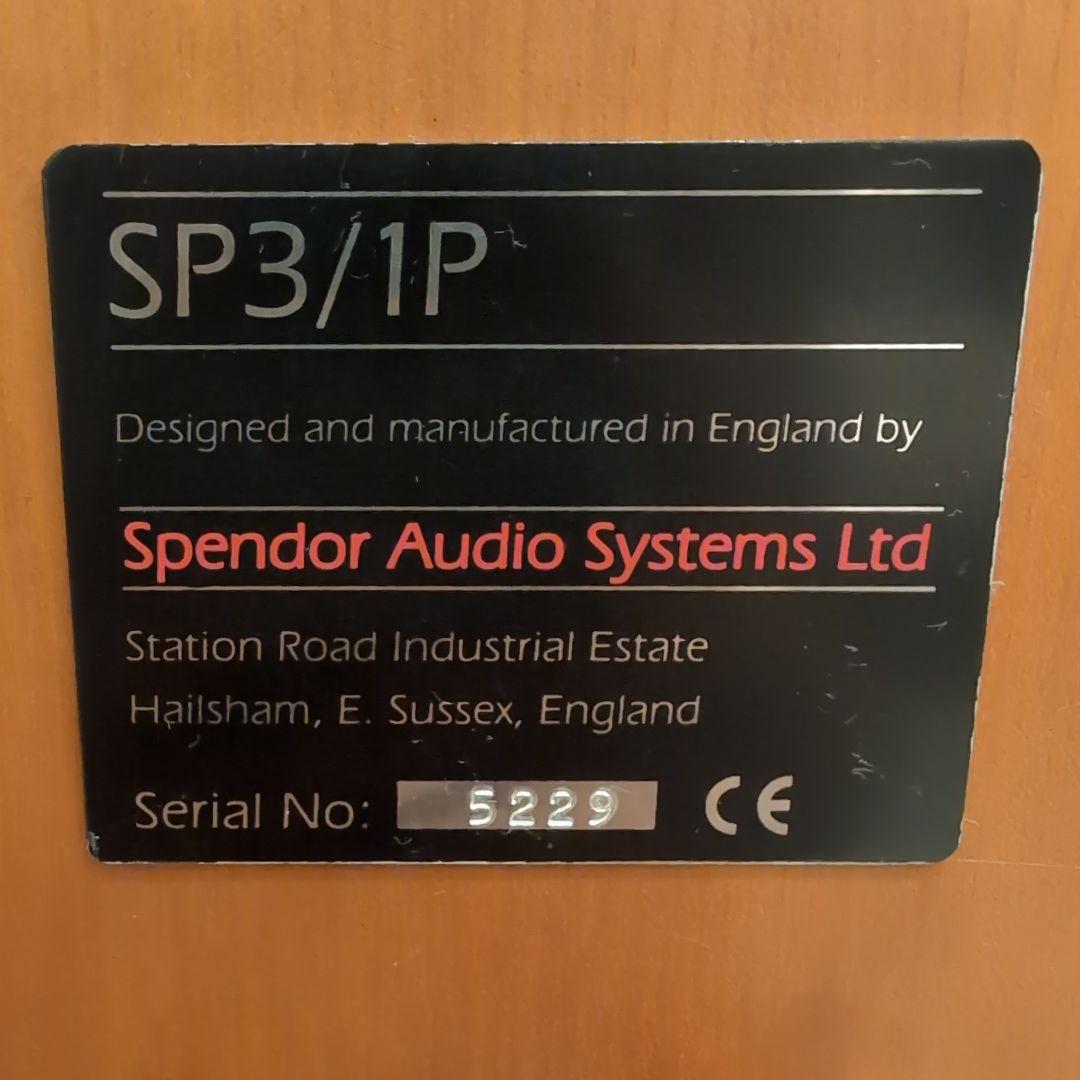 SP3/1P
Designed and manufactured in England by
Spendor Audio Systems Ltd
Station Road Industrial Estate
Hailsham, E. Sussex, England
Serial No: 5229 CE